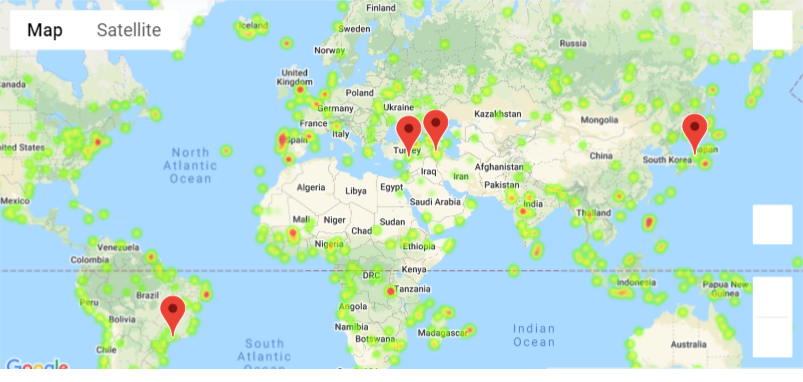 Map
Satellite
Finland
Iceland
Sweden
Norway
Russia
Canada
United
Kingdom
Poland
Germany
Ukraine
France
Kazakhstan
Mongolia
Italy
Spain
Turkey
United States
North
Atlantic
Ocean
China
South Korea
Japan
Iraq
Iran
Afghanistan
Pakistan
Algeria
Libya
Egypt
Saudi Arabia
India
Mexico
Mali
Niger
Chad
Sudan
Thailand
Nigeria
Ethiopia
Venezuela
Colombia
Kenya
DRC
Tanzania
Indonesia
Papua New
Guinea
Peru
Brazil
Angola
Bolivia
Namibia
Botswana
Madagascar
Indian
Ocean
Chile
South
Atlantic
Ocean
Australia
Google